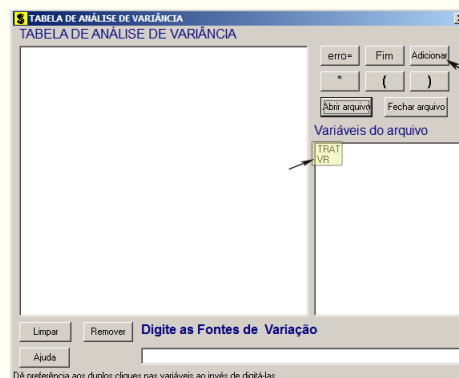 TABELA DE ANÁLISE DE VARIÂNCIA
TABELA DE ANÁLISE DE VARIÂNCIA
erro= Fim Adicionar
* ( )
Abrir arquivo Fechar arquivo
Variáveis do arquivo
TRAT
VR
Limpar Remover Digite as Fontes de Variação
Ajuda
Dê preferência aos duplos cliques nas variáveis ao invés de digitá-las